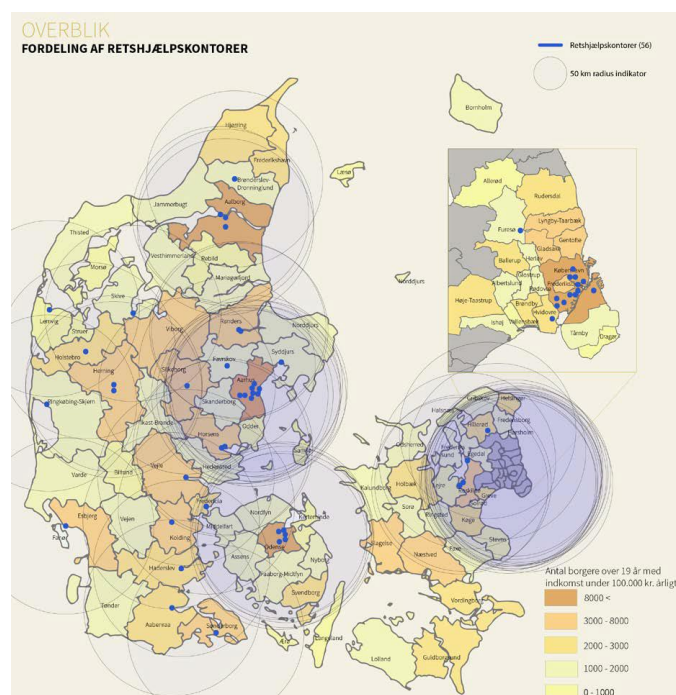 OVERBLIK
FORDELING AF RETSHJÆLPSKONTORER
Retshjælpskontorer (56)
50 km radius indikator
Bornholm
Hjørring
Frederikshavn
Læsø
Brønderslev-
Dronninglund
Aalborg
Jammerbugt
Thisted
Vesthimmerland
Rebild
Morsø
Mariagerfjord
Norddjurs
Skive
Lemvig
Struer
Viborg
Randers
Norddjurs
Holstebro
Favrskov
Syddjurs
Herning
Silkeborg
Aarhus
Skanderborg
Ringkøbing-Skjern
Ikast-Brande
Odder
Horsens
Samsø
Hedensted
Varde
Billund
Vejle
Fredericia
Esbjerg
Fanø
Vejen
Kolding
Middelfart
Nordfyn
Kerteminde
Odense
Assens
Nyborg
Haderslev
Faaborg-Midtfyn
Svendborg
Tønder
Aabenraa
Sønderborg
Ærø
Langeland
Allerød
Rudersdal
Furesø
Lyngby-Taarbæk
Gentofte
Gladsaxe
Ballerup
Herlev
Glostrup
København
Frederiksberg
Albertslund
Rødovre
Høje-Taastrup
Brøndby
Hvidovre
Ishøj
Vallensbæk
Tårnby
Dragør
Gribskov
Helsingør
Halsnæs
Fredensborg
Hillerød
Hørsholm
Odsherred
Egedal
Lejre
Roskilde
Greve
Solrød
Kalundborg
Holbæk
Sorø
Ringsted
Køge
Slagelse
Næstved
Faxe
Stevns
Vordingborg
Lolland
Guldborgsund
Antal borgere over 19 år med
indkomst under 100.000 kr. årligt
8000 <
3000 - 8000
2000 - 3000
1000 - 2000
0 - 1000